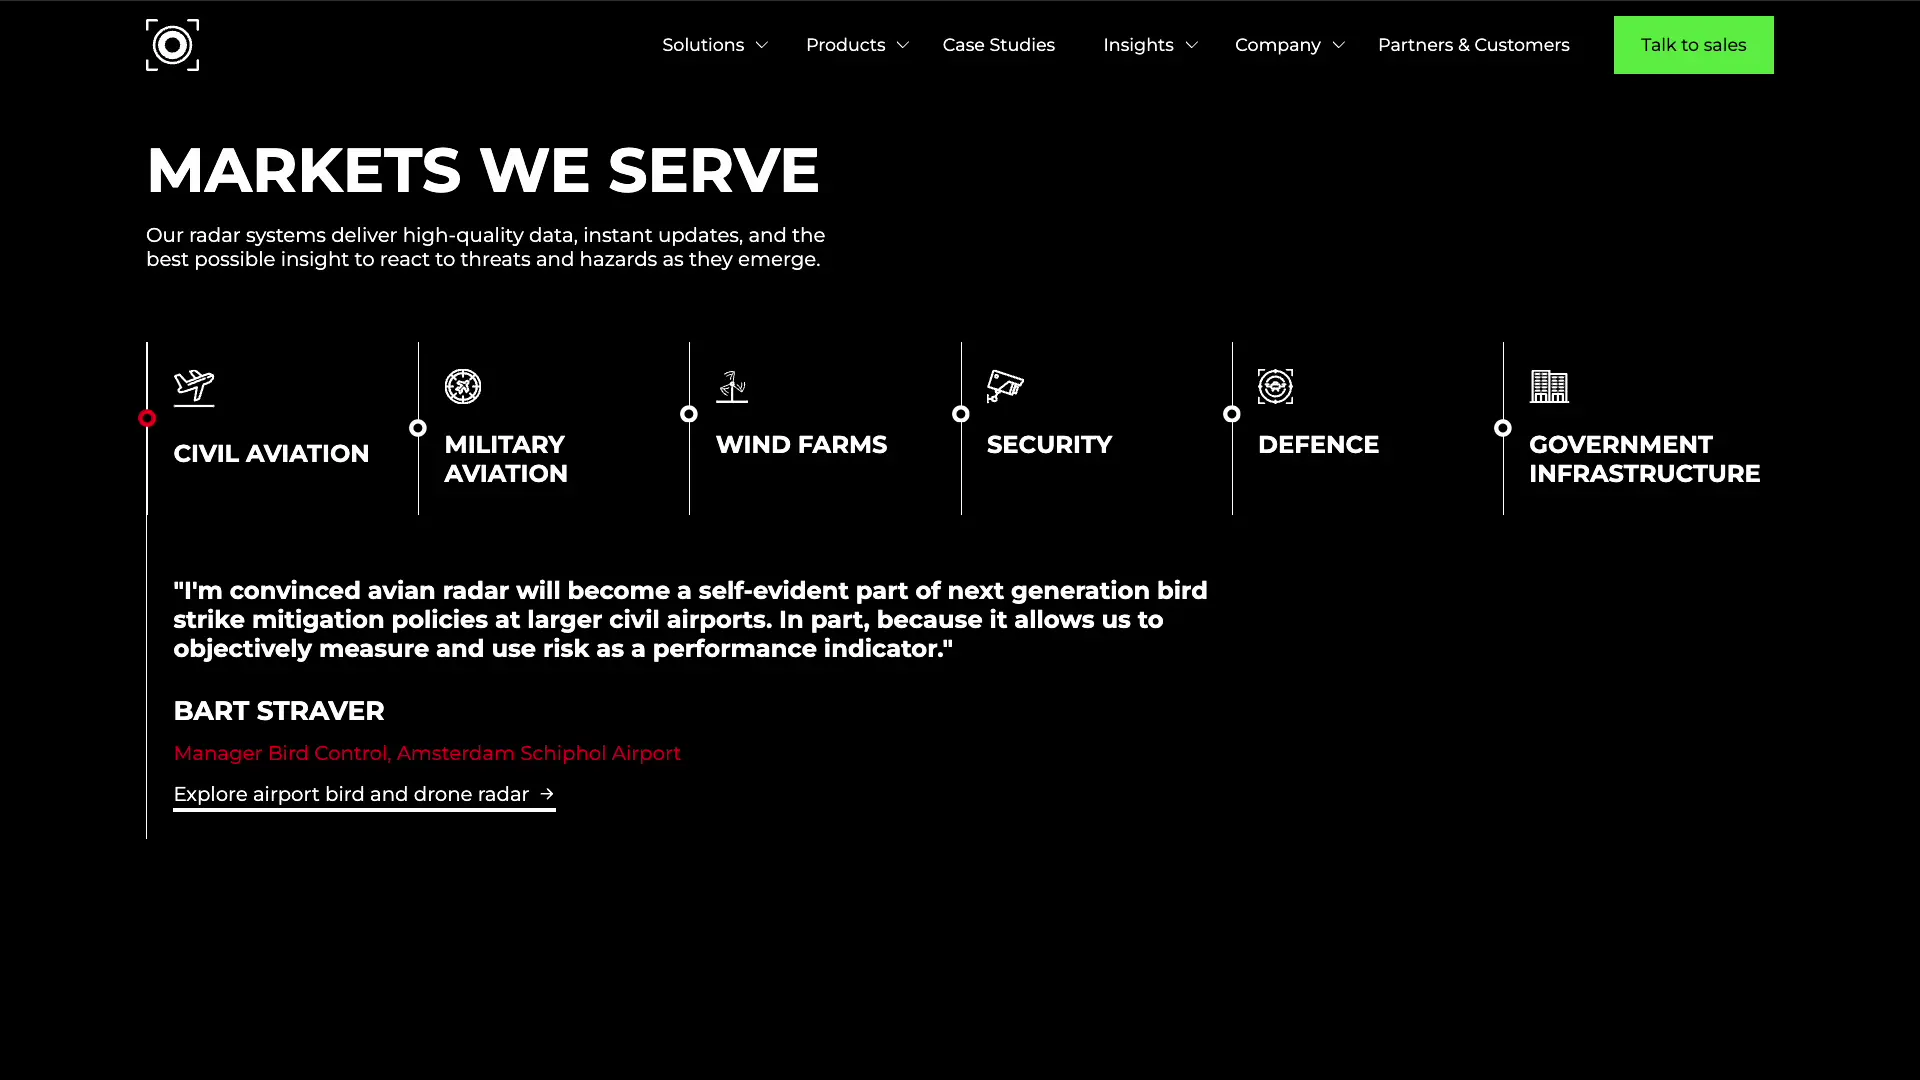 Solutions
Products
Case Studies
Insights
Company
Partners & Customers
Talk to sales
MARKETS WE SERVE
Our radar systems deliver high-quality data, instant updates, and the
best possible insight to react to threats and hazards as they emerge.
CIVIL AVIATION
MILITARY
AVIATION
WIND FARMS
SECURITY
DEFENCE
GOVERNMENT
INFRASTRUCTURE
"I'm convinced avian radar will become a self-evident part of next generation bird
strike mitigation policies at larger civil airports. In part, because it allows us to
objectively measure and use risk as a performance indicator."
BART STRAVER
Manager Bird Control, Amsterdam Schiphol Airport
Explore airport bird and drone radar →